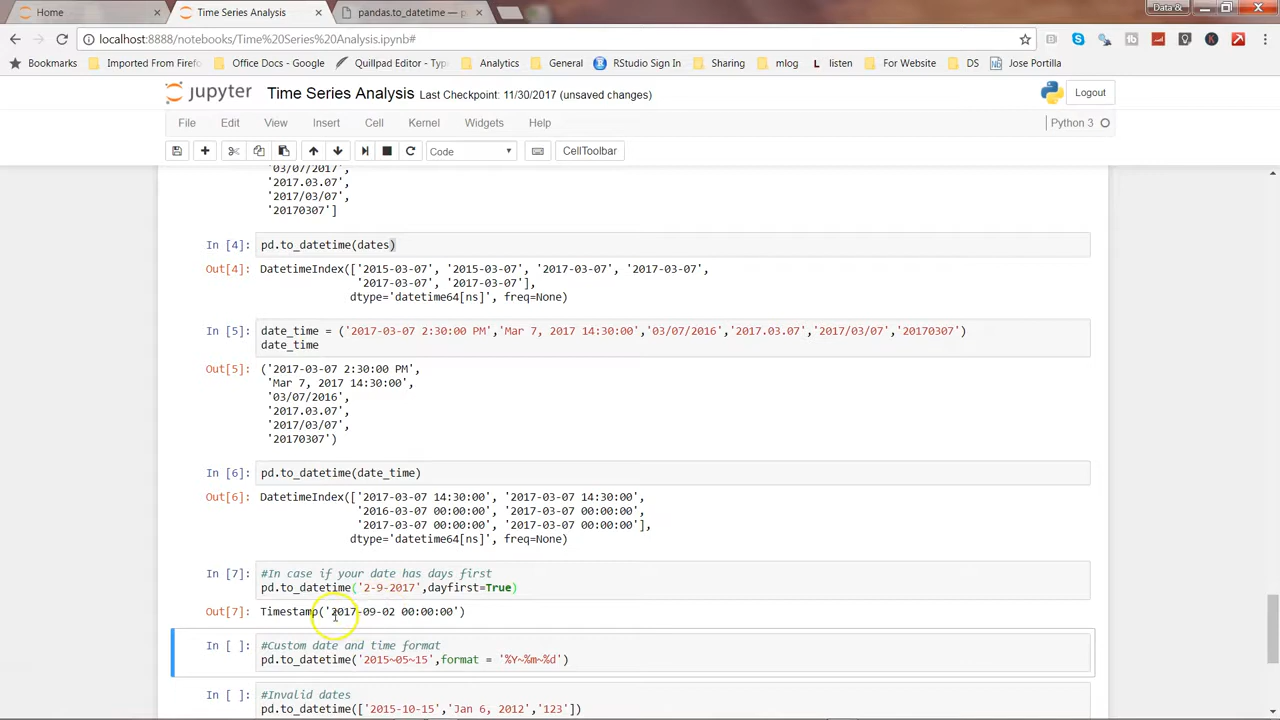 Home
Time Series Analysis
pandas.to_datetime — p
Data &
localhost:8888/notebooks/Time%20Series%20Analysis.ipynb#
Bookmarks
Imported From Firef
Office Docs - Google
Quillpad Editor - Type
Analytics
General
RStudio Sign In
Sharing
mlog
listen
For Website
DS
Jose Portilla
jupyter Time Series Analysis Last Checkpoint: 11/30/2017 (unsaved changes)
Logout
File Edit View Insert Cell Kernel Widgets Help
Python 3
Code
CellToolbar
'03/07/2017',
'2017.03.07',
'2017/03/07',
'20170307']
In [4]: pd.to_datetime(dates)
Out[4]: DatetimeIndex(['2015-03-07', '2015-03-07', '2017-03-07', '2017-03-07',
'2017-03-07', '2017-03-07'],
dtype='datetime64[ns]', freq=None)
In [5]: date_time = ('2017-03-07 2:30:00 PM','Mar 7, 2017 14:30:00','03/07/2016','2017.03.07','2017/03/07','20170307')
date_time
Out[5]: ('2017-03-07 2:30:00 PM',
'Mar 7, 2017 14:30:00',
'03/07/2016',
'2017.03.07',
'2017/03/07',
'20170307')
In [6]: pd.to_datetime(date_time)
Out[6]: DatetimeIndex(['2017-03-07 14:30:00', '2017-03-07 14:30:00',
'2016-03-07 00:00:00', '2017-03-07 00:00:00',
'2017-03-07 00:00:00', '2017-03-07 00:00:00'],
dtype='datetime64[ns]', freq=None)
In [7]: #In case if your date has days first
pd.to_datetime('2-9-2017',dayfirst=True)
Out[7]: Timestamp('2017-09-02 00:00:00')
In [ ]: #Custom date and time format
pd.to_datetime('2015~05~15',format = '%Y~%m~%d')
In [ ]: #Invalid dates
pd.to_datetime(['2015-10-15','Jan 6, 2012','123'])